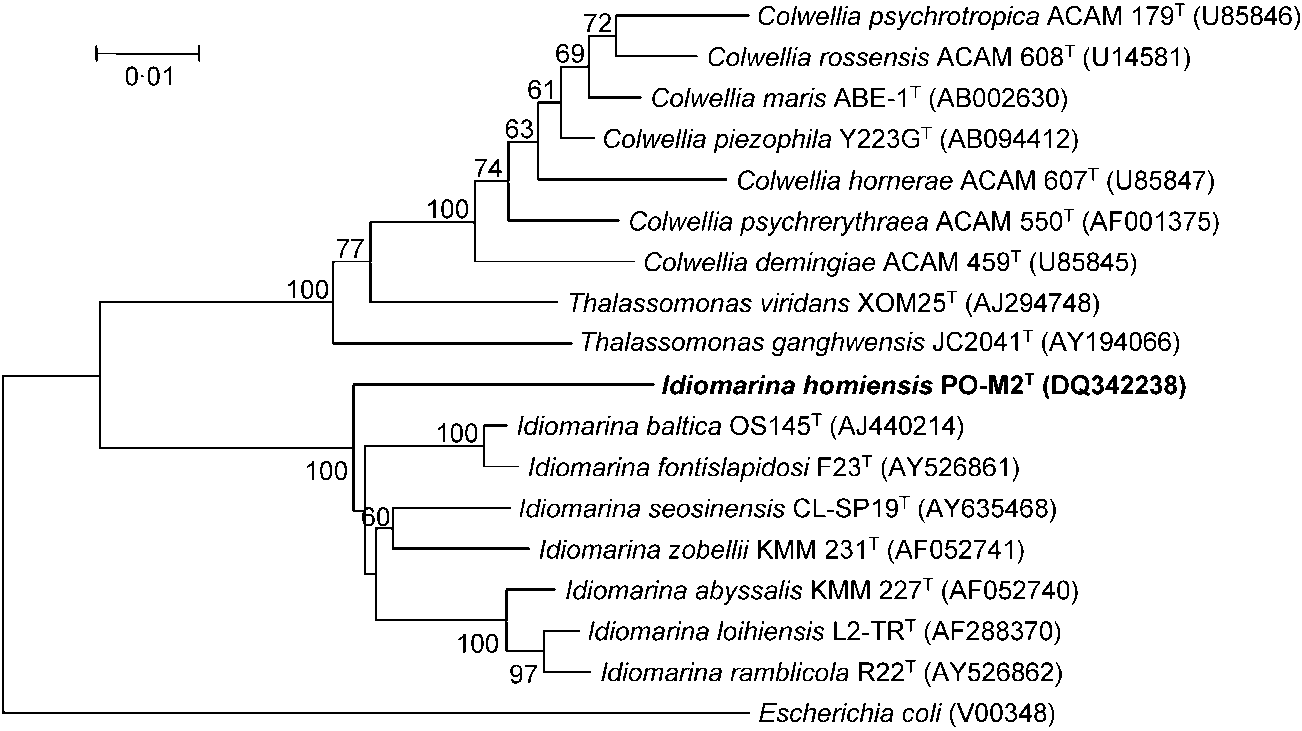 72
Colwellia psychrotropica ACAM 179ᵀ (U85846)
0·01
69
Colwellia rossensis ACAM 608ᵀ (U14581)
61
Colwellia maris ABE-1ᵀ (AB002630)
63
Colwellia piezophila Y223Gᵀ (AB094412)
74
Colwellia hornerae ACAM 607ᵀ (U85847)
100
Colwellia psychrerythraea ACAM 550ᵀ (AF001375)
77
Colwellia demingiae ACAM 459ᵀ (U85845)
100
Thalassomonas viridans XOM25ᵀ (AJ294748)
Thalassomonas ganghwensis JC2041ᵀ (AY194066)
Idiomarina homiensis PO-M2ᵀ (DQ342238)
100
Idiomarina baltica OS145ᵀ (AJ440214)
100
Idiomarina fontislapidosi F23ᵀ (AY526861)
60
Idiomarina seosinensis CL-SP19ᵀ (AY635468)
Idiomarina zobellii KMM 231ᵀ (AF052741)
Idiomarina abyssalis KMM 227ᵀ (AF052740)
100
Idiomarina loihiensis L2-TRᵀ (AF288370)
97
Idiomarina ramblicola R22ᵀ (AY526862)
Escherichia coli (V00348)